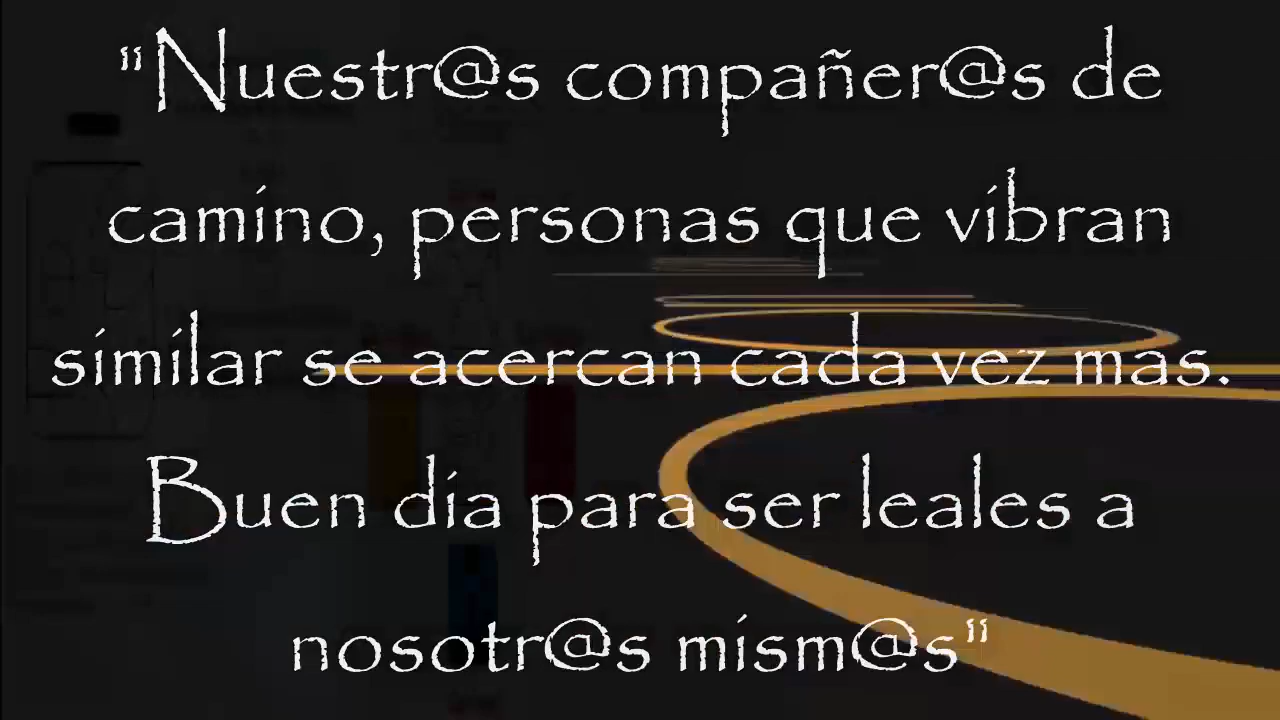 "Nuestr@s compañer@s de
camino, personas que vibran
similar se acercan cada vez mas.
Buen día para ser leales a
nosotr@s mism@s"